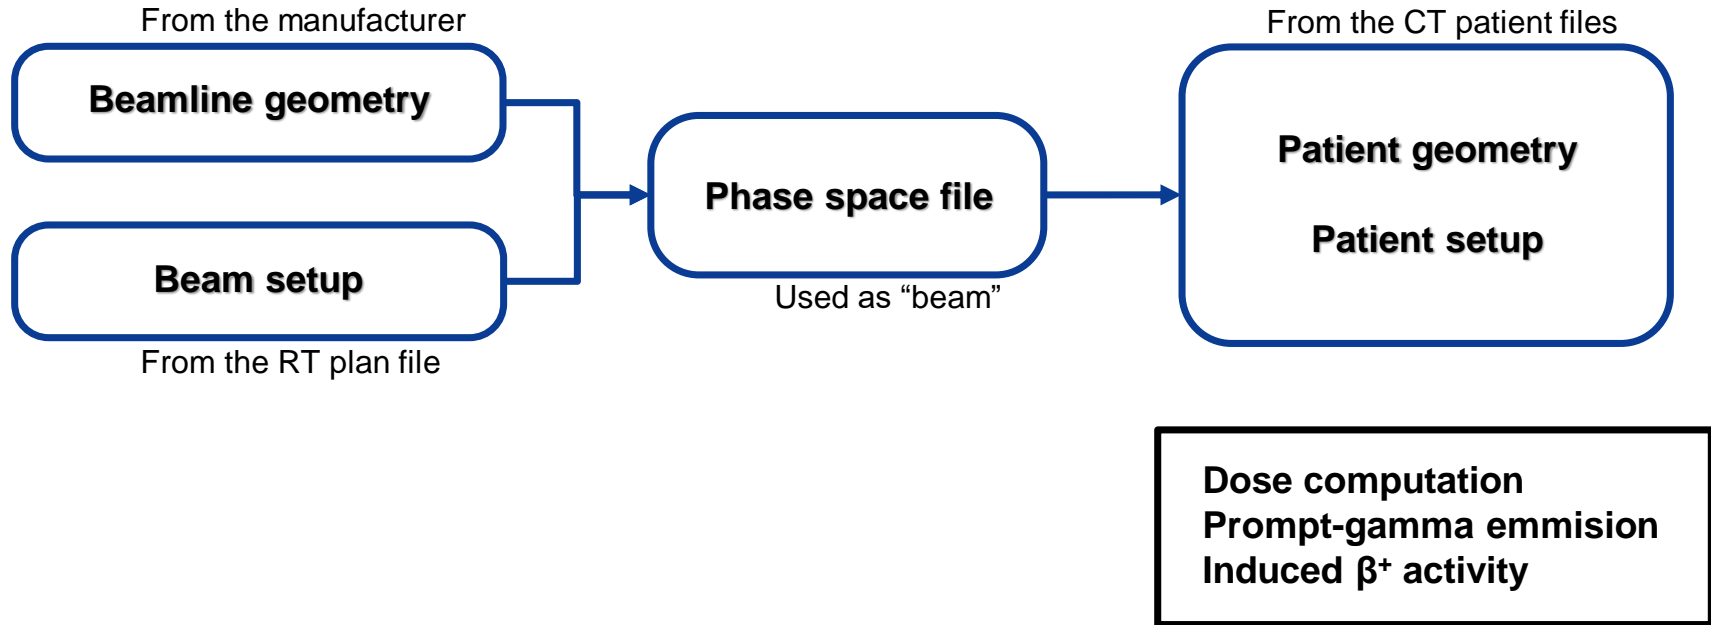 From the manufacturer
Beamline geometry
Beam setup
From the RT plan file
Phase space file
Used as “beam”
From the CT patient files
Patient geometry
Patient setup
Dose computation
Prompt-gamma emmision
Induced β⁺ activity